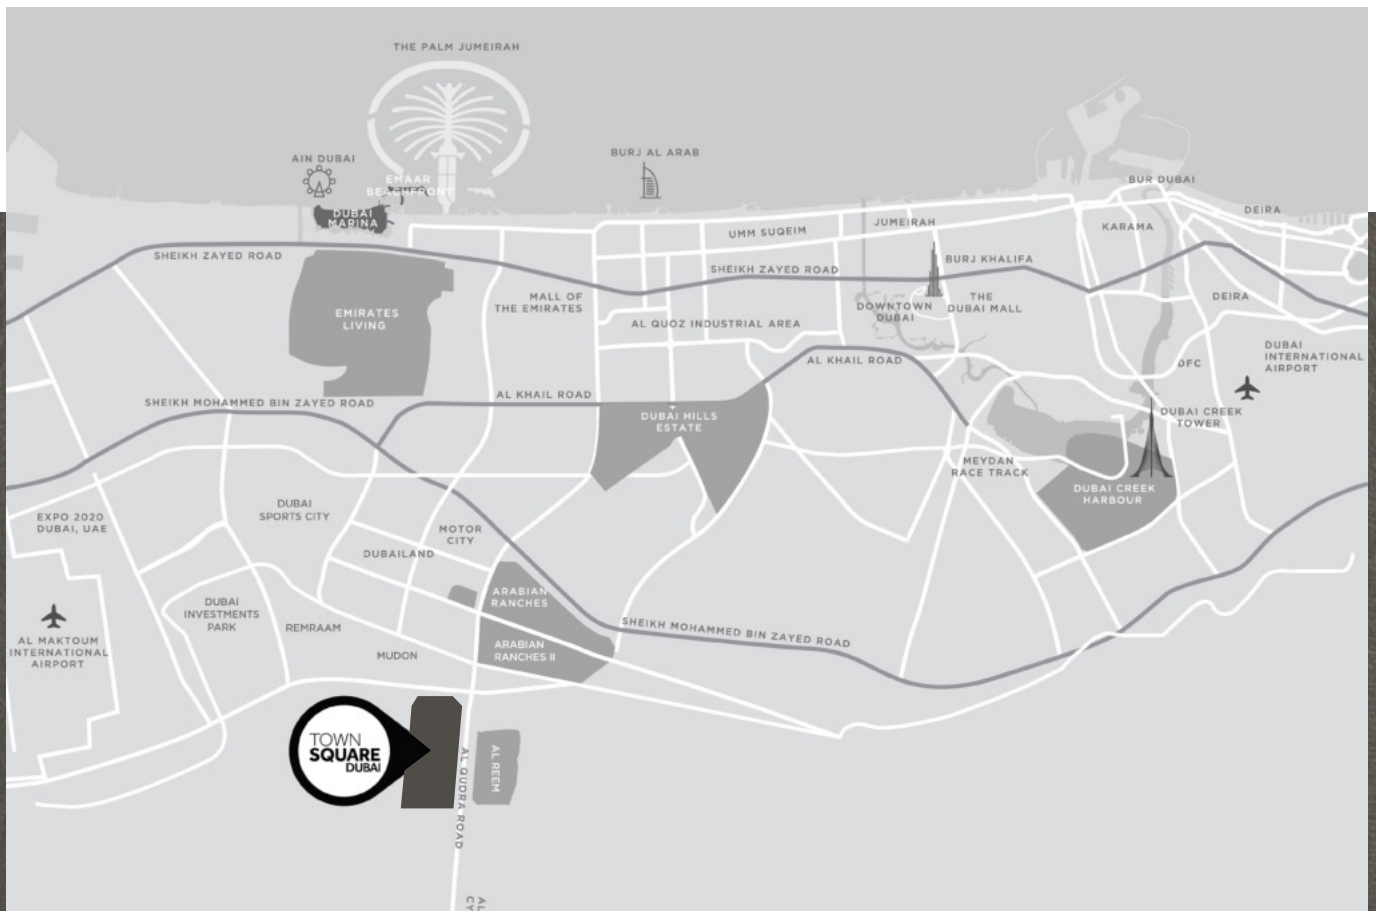 THE PALM JUMEIRAH
AIN DUBAI
BURJ AL ARAB
EMAAR
BEACHFRONT
DUBAI
MARINA
BUR DUBAI
DEIRA
JUMEIRAH
KARAMA
UMM SUQEIM
SHEIKH ZAYED ROAD
SHEIKH ZAYED ROAD
BURJ KHALIFA
MALL OF
THE EMIRATES
DOWNTOWN
DUBAI
THE
DUBAI MALL
DEIRA
EMIRATES
LIVING
AL QUOZ INDUSTRIAL AREA
AL KHAIL ROAD
DFC
DUBAI
INTERNATIONAL
AIRPORT
SHEIKH MOHAMMED BIN ZAYED ROAD
AL KHAIL ROAD
DUBAI HILLS
ESTATE
DUBAI CREEK
TOWER
MEYDAN
RACE TRACK
DUBAI CREEK
HARBOUR
EXPO 2020
DUBAI, UAE
DUBAI
SPORTS CITY
MOTOR
CITY
DUBAILAND
ARABIAN
RANCHES
DUBAI
INVESTMENTS
PARK
REMRAAM
MUDON
ARABIAN
RANCHES II
SHEIKH MOHAMMED BIN ZAYED ROAD
AL MAKTOUM
INTERNATIONAL
AIRPORT
TOWN
SQUARE
DUBAI
AL QUDRA ROAD
AL REEM
AL
CY